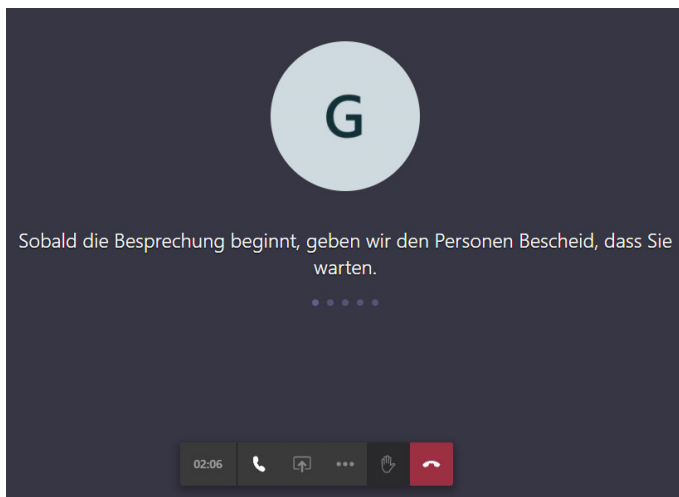 G
Sobald die Besprechung beginnt, geben wir den Personen Bescheid, dass Sie
warten.
02:06